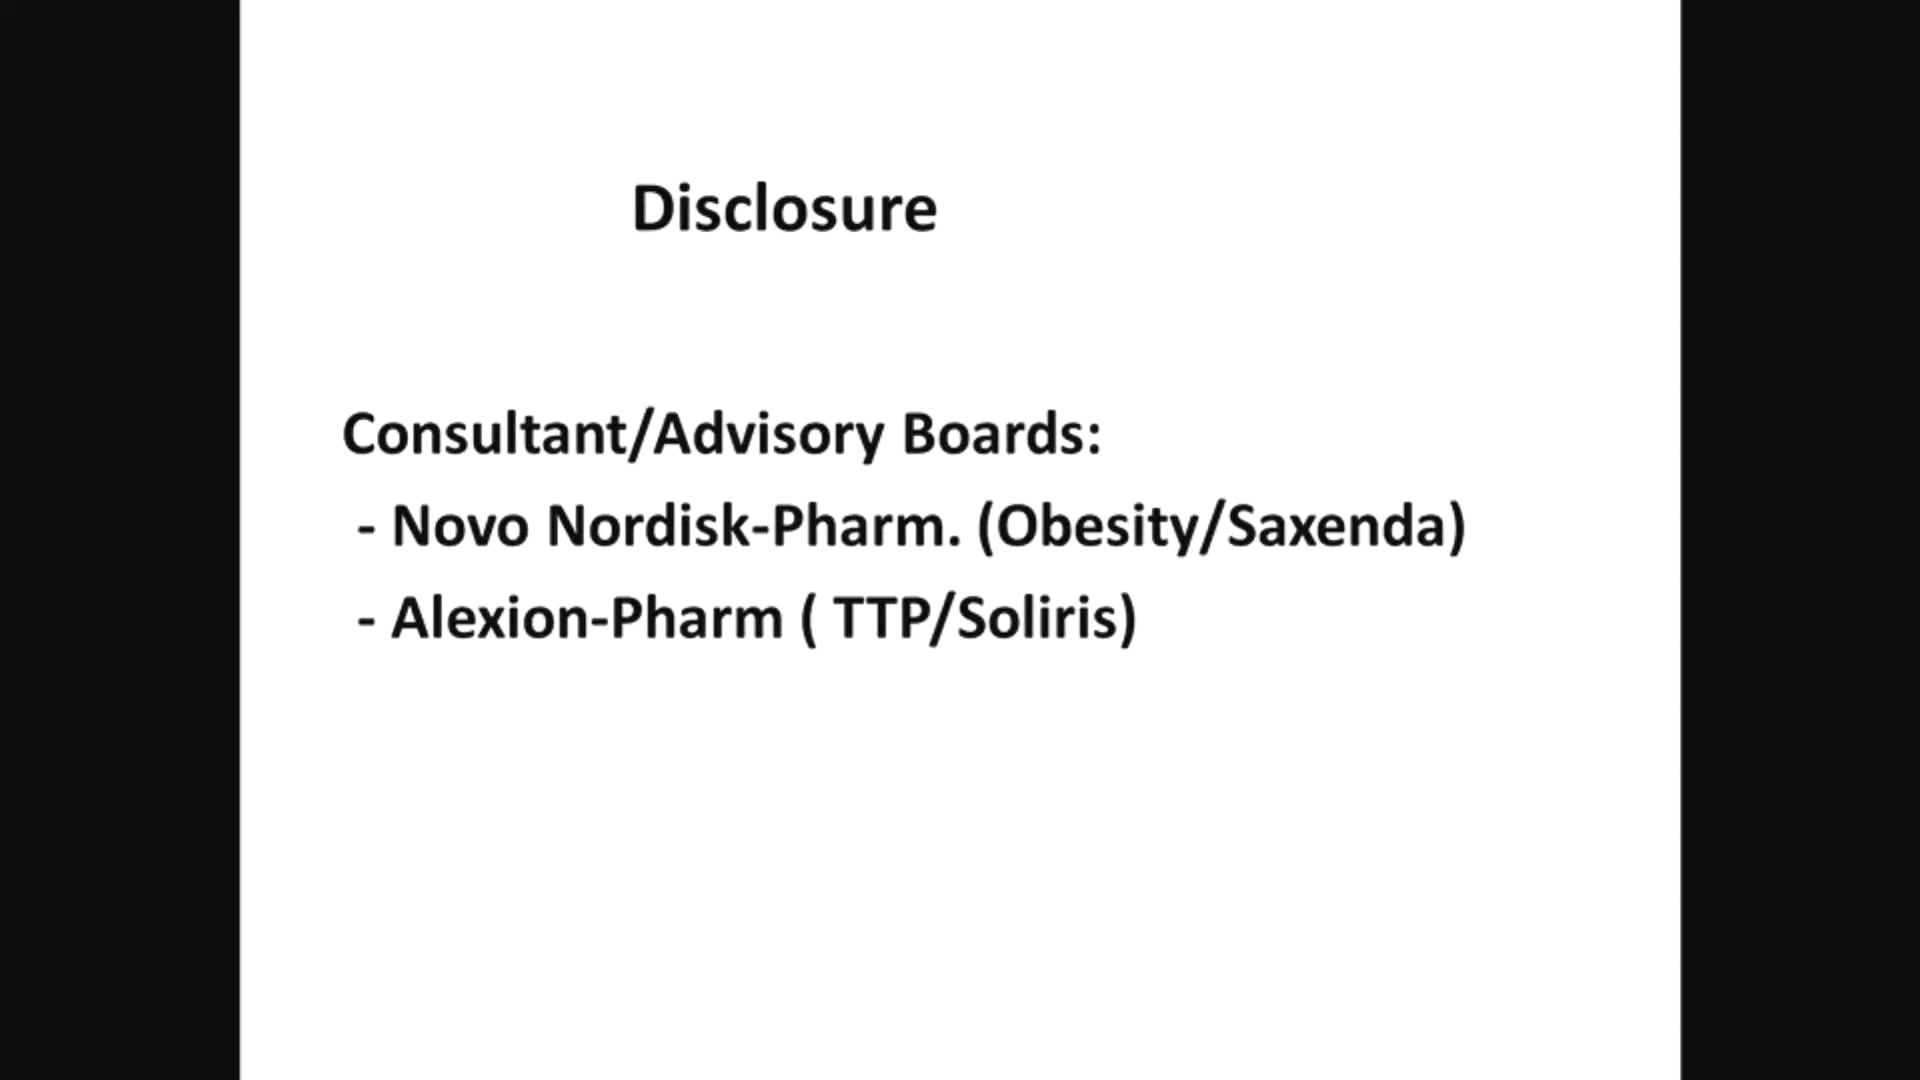 Disclosure
Consultant/Advisory Boards:
- Novo Nordisk-Pharm. (Obesity/Saxenda)
- Alexion-Pharm ( TTP/Soliris)